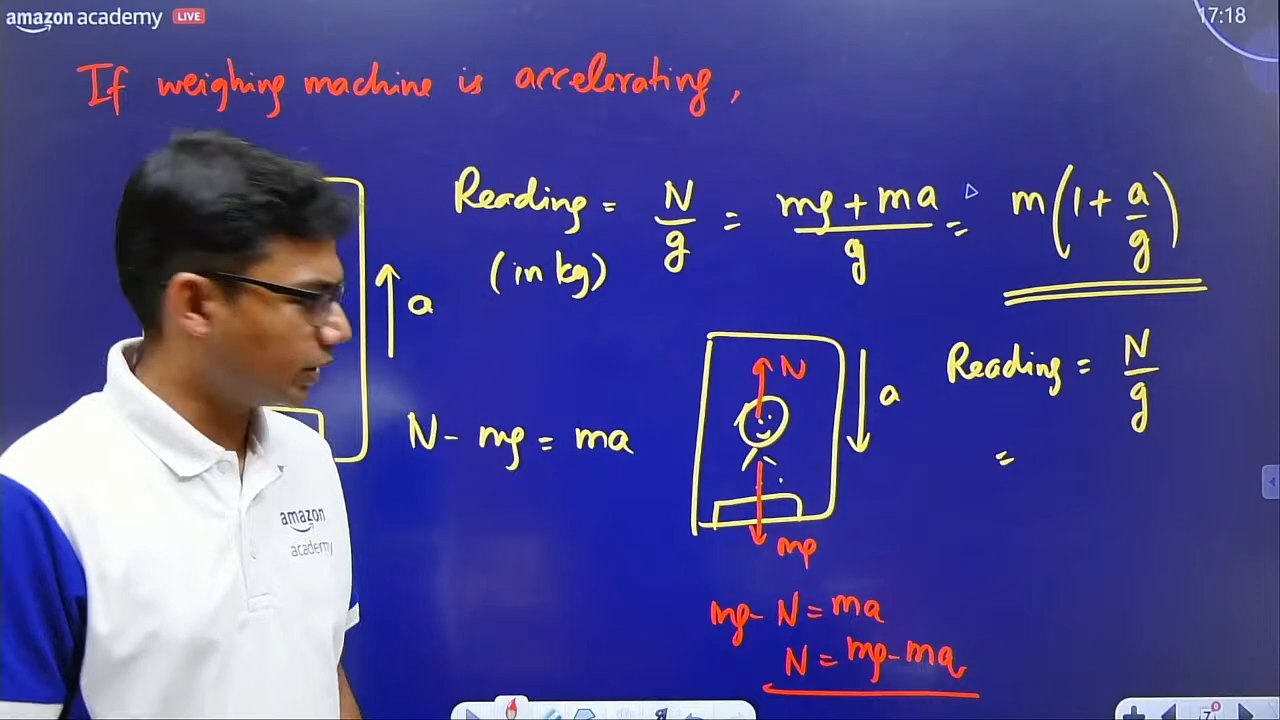 amazon academy LIVE
17:18
If weighing machine is accelerating,
Reading = N/g = mg + ma/g = m(1 + a/g)
(in kg)
a
N - mg = ma
N
a
mg
Reading = N/g
=
mg - N = ma
N = mg - ma
amazon
academy